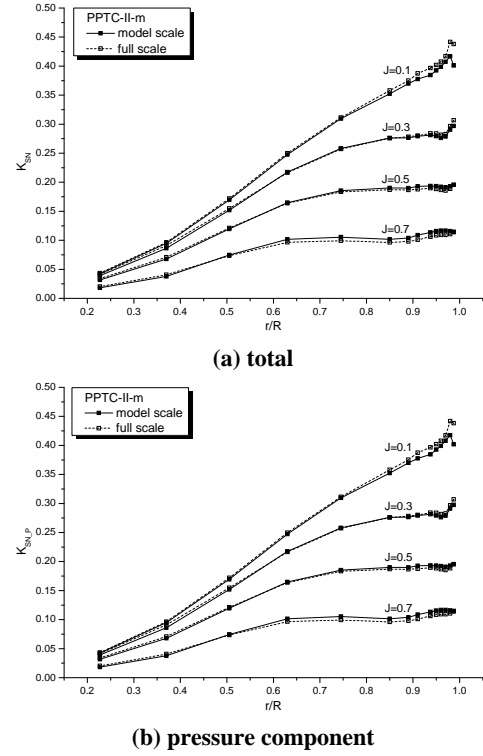 PPTC-II-m
model scale
full scale
K_SN
0.50
0.45
0.40
0.35
0.30
0.25
0.20
0.15
0.10
0.05
0.00
J=0.1
J=0.3
J=0.5
J=0.7
0.2 0.3 0.4 0.5 0.6 0.7 0.8 0.9 1.0
r/R
(a) total
PPTC-II-m
model scale
full scale
K_SN_P
0.50
0.45
0.40
0.35
0.30
0.25
0.20
0.15
0.10
0.05
0.00
J=0.1
J=0.3
J=0.5
J=0.7
0.2 0.3 0.4 0.5 0.6 0.7 0.8 0.9 1.0
r/R
(b) pressure component